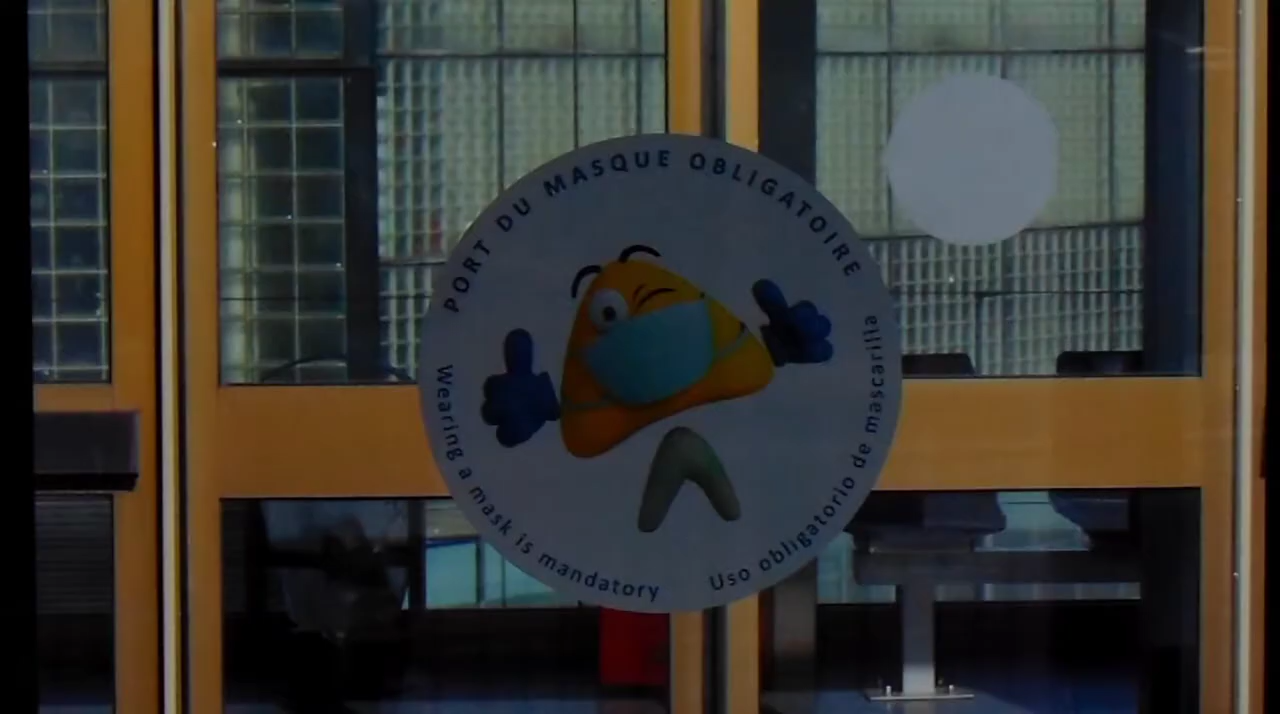 PORT DU MASQUE OBLIGATOIRE
Wearing a mask is mandatory
Uso obligatorio de mascarilla